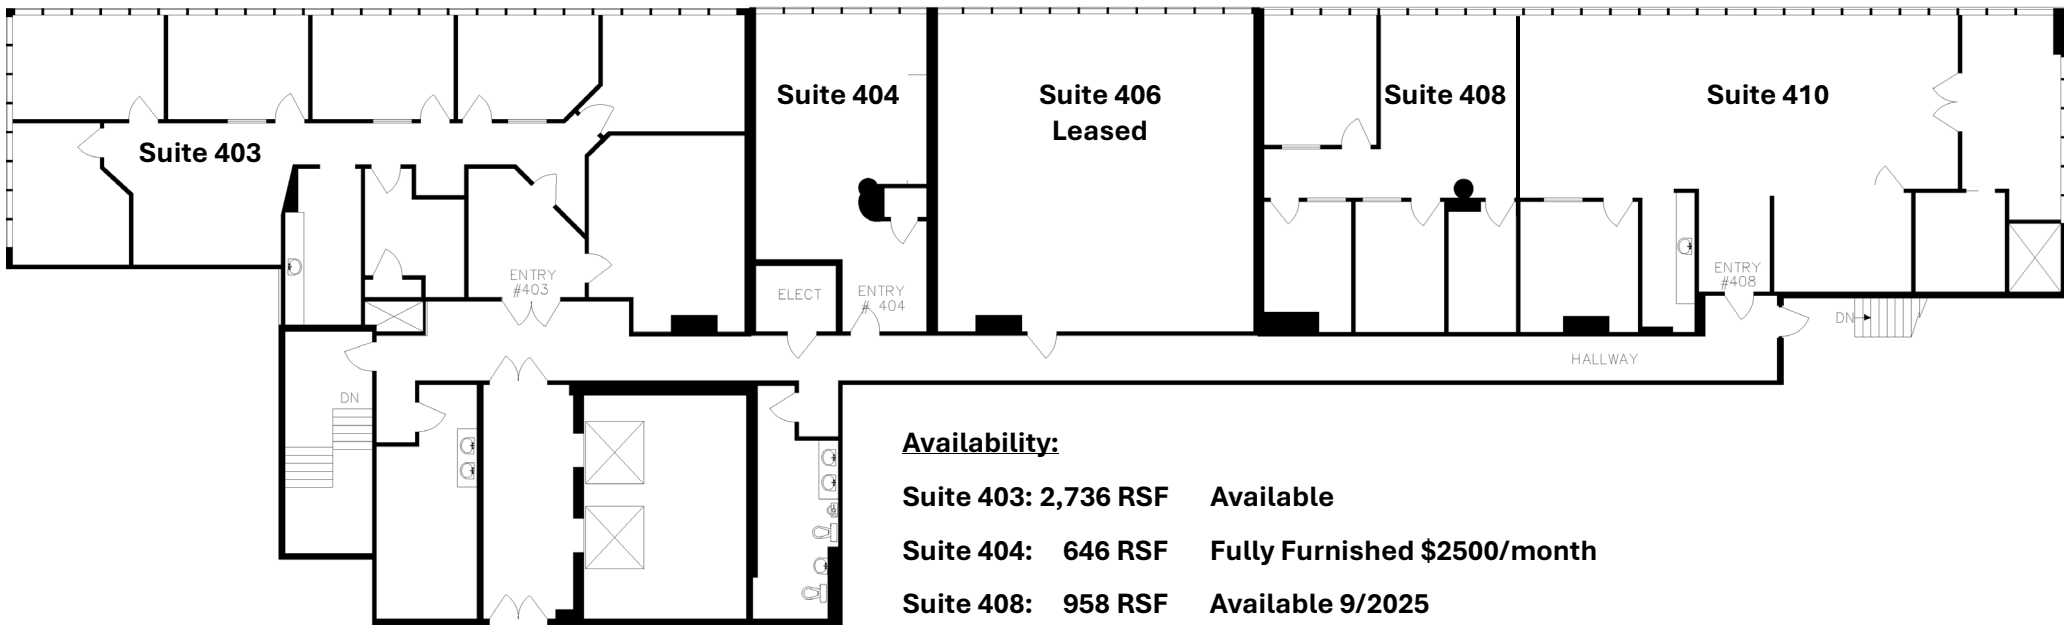 Suite 403
Suite 404
Suite 406
Leased
Suite 408
Suite 410
ENTRY
#403
ELECT
ENTRY
# 404
ENTRY
#408
DN
HALLWAY
DN
Availability:
Suite 403: 2,736 RSF Available
Suite 404: 646 RSF Fully Furnished $2500/month
Suite 408: 958 RSF Available 9/2025